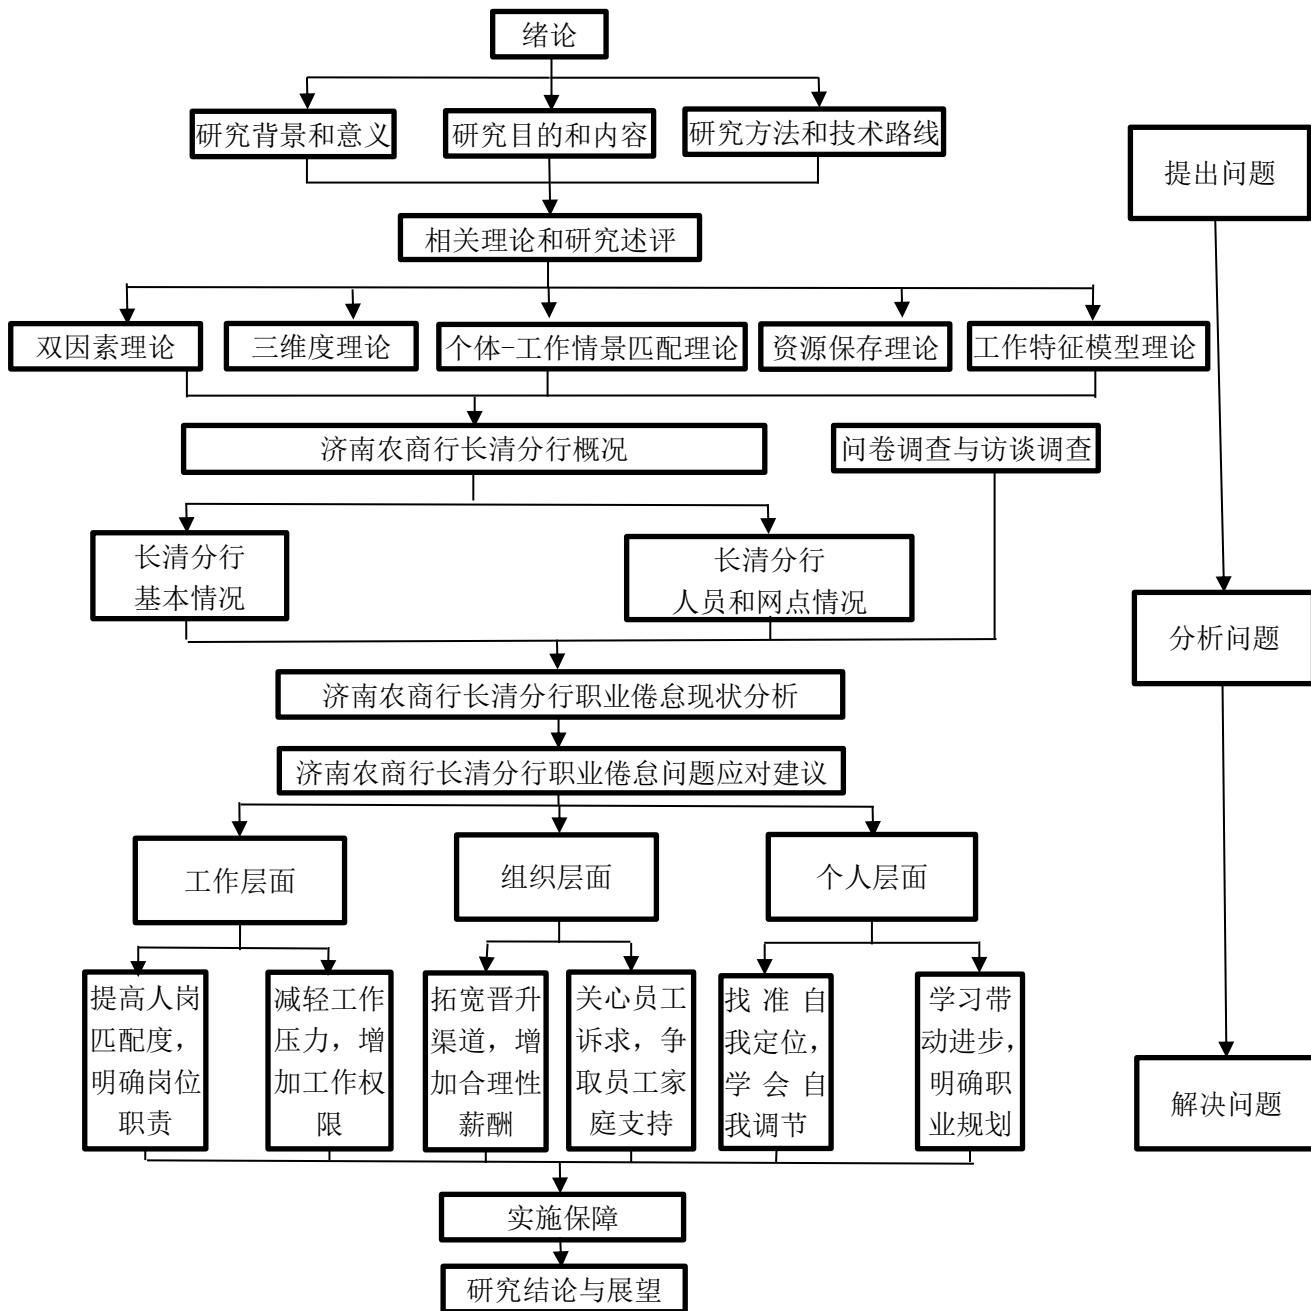 绪论
研究背景和意义
研究目的和内容
研究方法和技术路线
提出问题
相关理论和研究述评
双因素理论
三维度理论
个体-工作情景匹配理论
资源保存理论
工作特征模型理论
济南农商行长清分行概况
问卷调查与访谈调查
长清分行
基本情况
长清分行
人员和网点情况
分析问题
济南农商行长清分行职业倦怠现状分析
济南农商行长清分行职业倦怠问题应对建议
工作层面
组织层面
个人层面
提高人岗
匹配度，
明确岗位
职责
减轻工作
压力，增
加工作权
限
拓宽晋升
渠道，增
加合理性
薪酬
关心员工
诉求，争
取员工家
庭支持
找准自
我定位，
学会自
我调节
学习带
动进步，
明确职
业规划
解决问题
实施保障
研究结论与展望